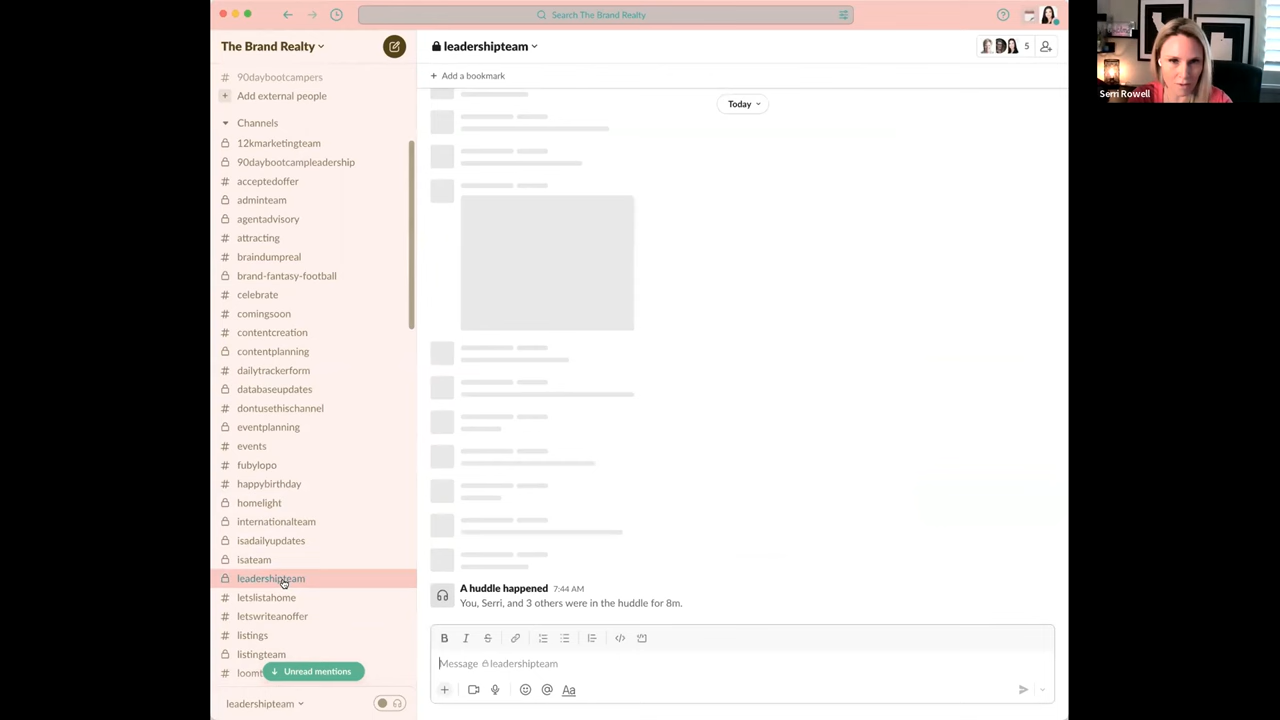 Search The Brand Realty
The Brand Realty
90daybootcampers
Add external people
Channels
12kmarketingteam
90daybootcampleadership
acceptedoffer
adminteam
agentadvisory
attracting
braindumpreal
brand-fantasy-football
celebrate
comingsoon
contentcreation
contentplanning
dailytrackerform
databaseupdates
dontusethischannel
eventplanning
events
fubylopo
happybirthday
homelight
internationalteam
isadailyupdates
isateam
leadershipteam
letslistahome
letswriteanoffer
listings
listingteam
Unread mentions
leadershipteam
leadershipteam
5
+ Add a bookmark
Today
A huddle happened 7:44 AM
You, Serri, and 3 others were in the huddle for 8m.
Message leadershipteam
Serri Rowell